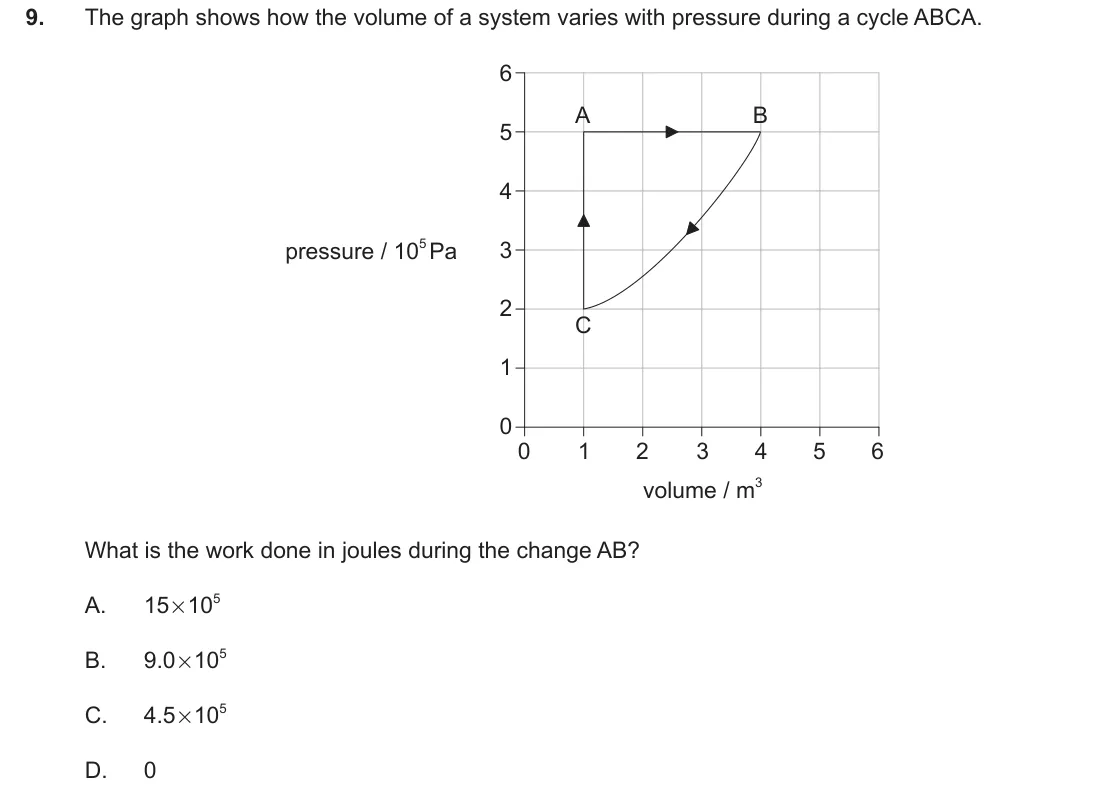 9. The graph shows how the volume of a system varies with pressure during a cycle ABCA.
6
A
B
5
4
pressure / 10⁵ Pa
3
2
C
1
0
0 1 2 3 4 5 6
volume / m³
What is the work done in joules during the change AB?
A. 15×10⁵
B. 9.0×10⁵
C. 4.5×10⁵
D. 0